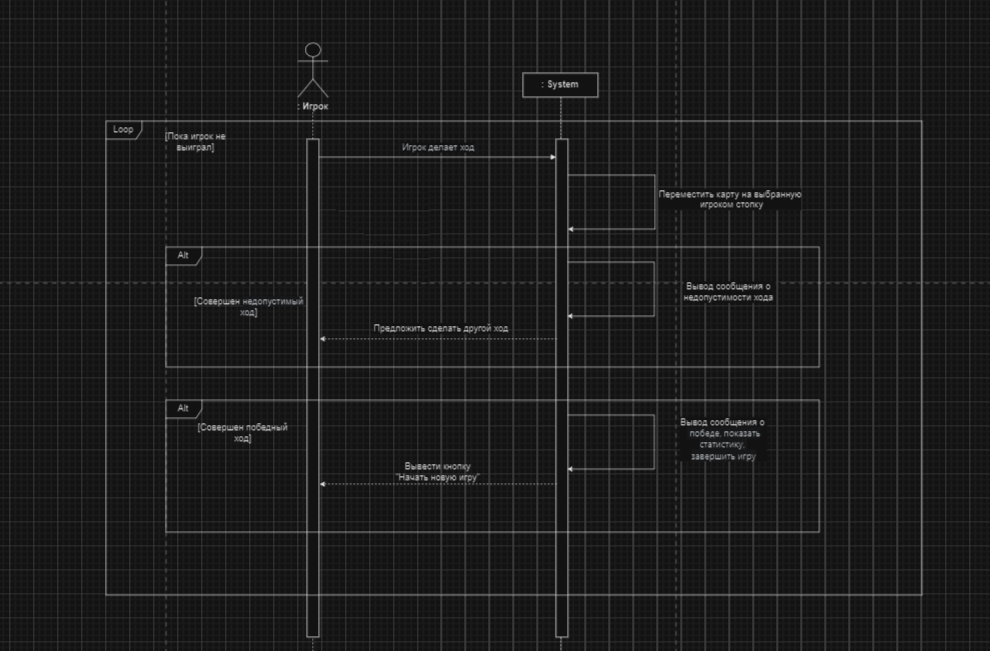 : Игрок
: System
Loop
[Пока игрок не
выиграл]
Игрок делает ход
Переместить карту на выбранную
игроком стопку
Alt
[Совершен недопустимый
ход]
Вывод сообщения о
недопустимости хода
Предложить сделать другой ход
Alt
[Совершен победный
ход]
Вывод сообщения о
победе, показать
статистику,
завершить игру
Вывести кнопку
"Начать новую игру"